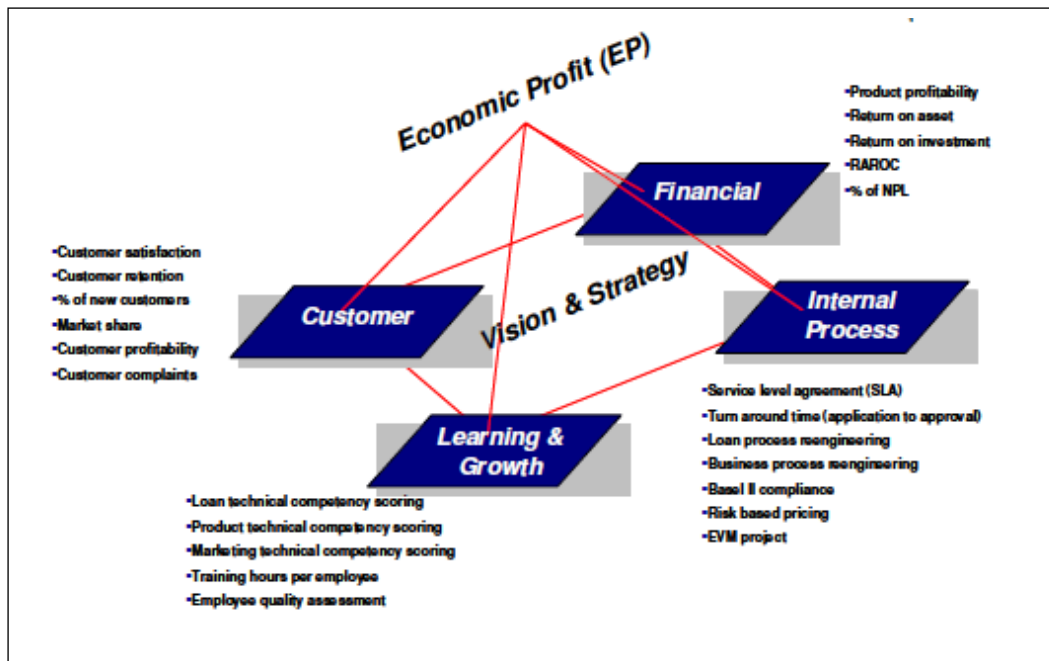 Economic Profit (EP)
•Product profitability
•Return on asset
•Return on investment
•RAROC
•% of NPL
Financial
•Customer satisfaction
•Customer retention
•% of new customers
•Market share
•Customer profitability
•Customer complaints
Customer
Vision & Strategy
Internal
Process
•Service level agreement (SLA)
•Turn around time (application to approval)
•Loan process reengineering
•Business process reengineering
•Basel II compliance
•Risk based pricing
•EVM project
Learning &
Growth
•Loan technical competency scoring
•Product technical competency scoring
•Marketing technical competency scoring
•Training hours per employee
•Employee quality assessment